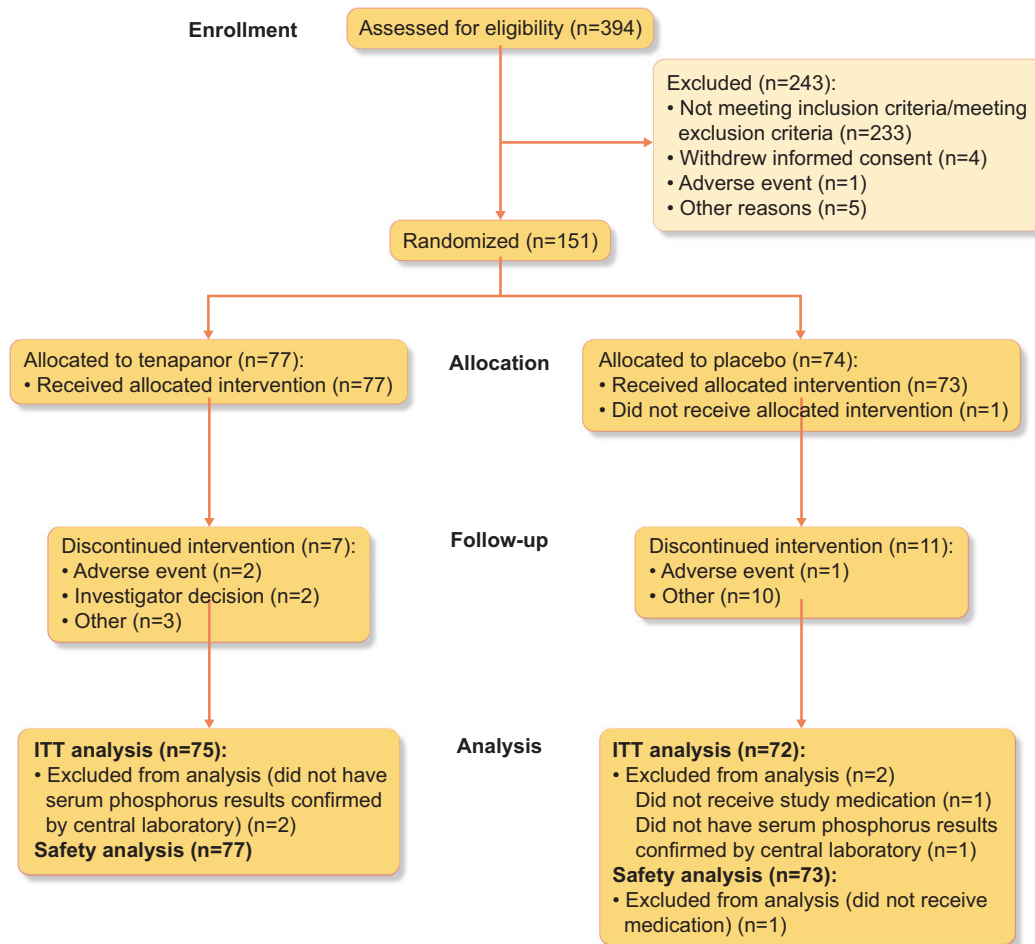 Enrollment
Assessed for eligibility (n=394)
Excluded (n=243):
• Not meeting inclusion criteria/meeting
exclusion criteria (n=233)
• Withdrew informed consent (n=4)
• Adverse event (n=1)
• Other reasons (n=5)
Randomized (n=151)
Allocated to tenapanor (n=77):
• Received allocated intervention (n=77)
Allocation
Allocated to placebo (n=74):
• Received allocated intervention (n=73)
• Did not receive allocated intervention (n=1)
Discontinued intervention (n=7):
• Adverse event (n=2)
• Investigator decision (n=2)
• Other (n=3)
Follow-up
Discontinued intervention (n=11):
• Adverse event (n=1)
• Other (n=10)
ITT analysis (n=75):
• Excluded from analysis (did not have
serum phosphorus results confirmed
by central laboratory) (n=2)
Safety analysis (n=77)
Analysis
ITT analysis (n=72):
• Excluded from analysis (n=2)
Did not receive study medication (n=1)
Did not have serum phosphorus results
confirmed by central laboratory (n=1)
Safety analysis (n=73):
• Excluded from analysis (did not receive
medication) (n=1)